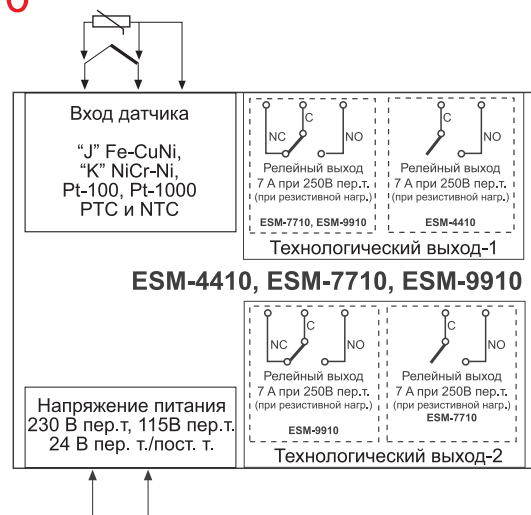 Вход датчика
“J” Fe-CuNi,
“K” NiCr-Ni,
Pt-100, Pt-1000
PTC и NTC
C
NC
NO
Релейный выход
7 А при 250В пер.т.
(при резистивной нагр.)
ESM-7710, ESM-9910
C
NO
Релейный выход
7 А при 250В пер.т.
(при резистивной нагр.)
ESM-4410
Технологический выход-1
ESM-4410, ESM-7710, ESM-9910
C
NC
NO
Релейный выход
7 А при 250В пер.т.
(при резистивной нагр.)
ESM-9910
C
NO
Релейный выход
7 А при 250В пер.т.
(при резистивной нагр.)
ESM-7710
Технологический выход-2
Напряжение питания
230 В пер.т, 115В пер.т.
24 В пер. т./пост. т.